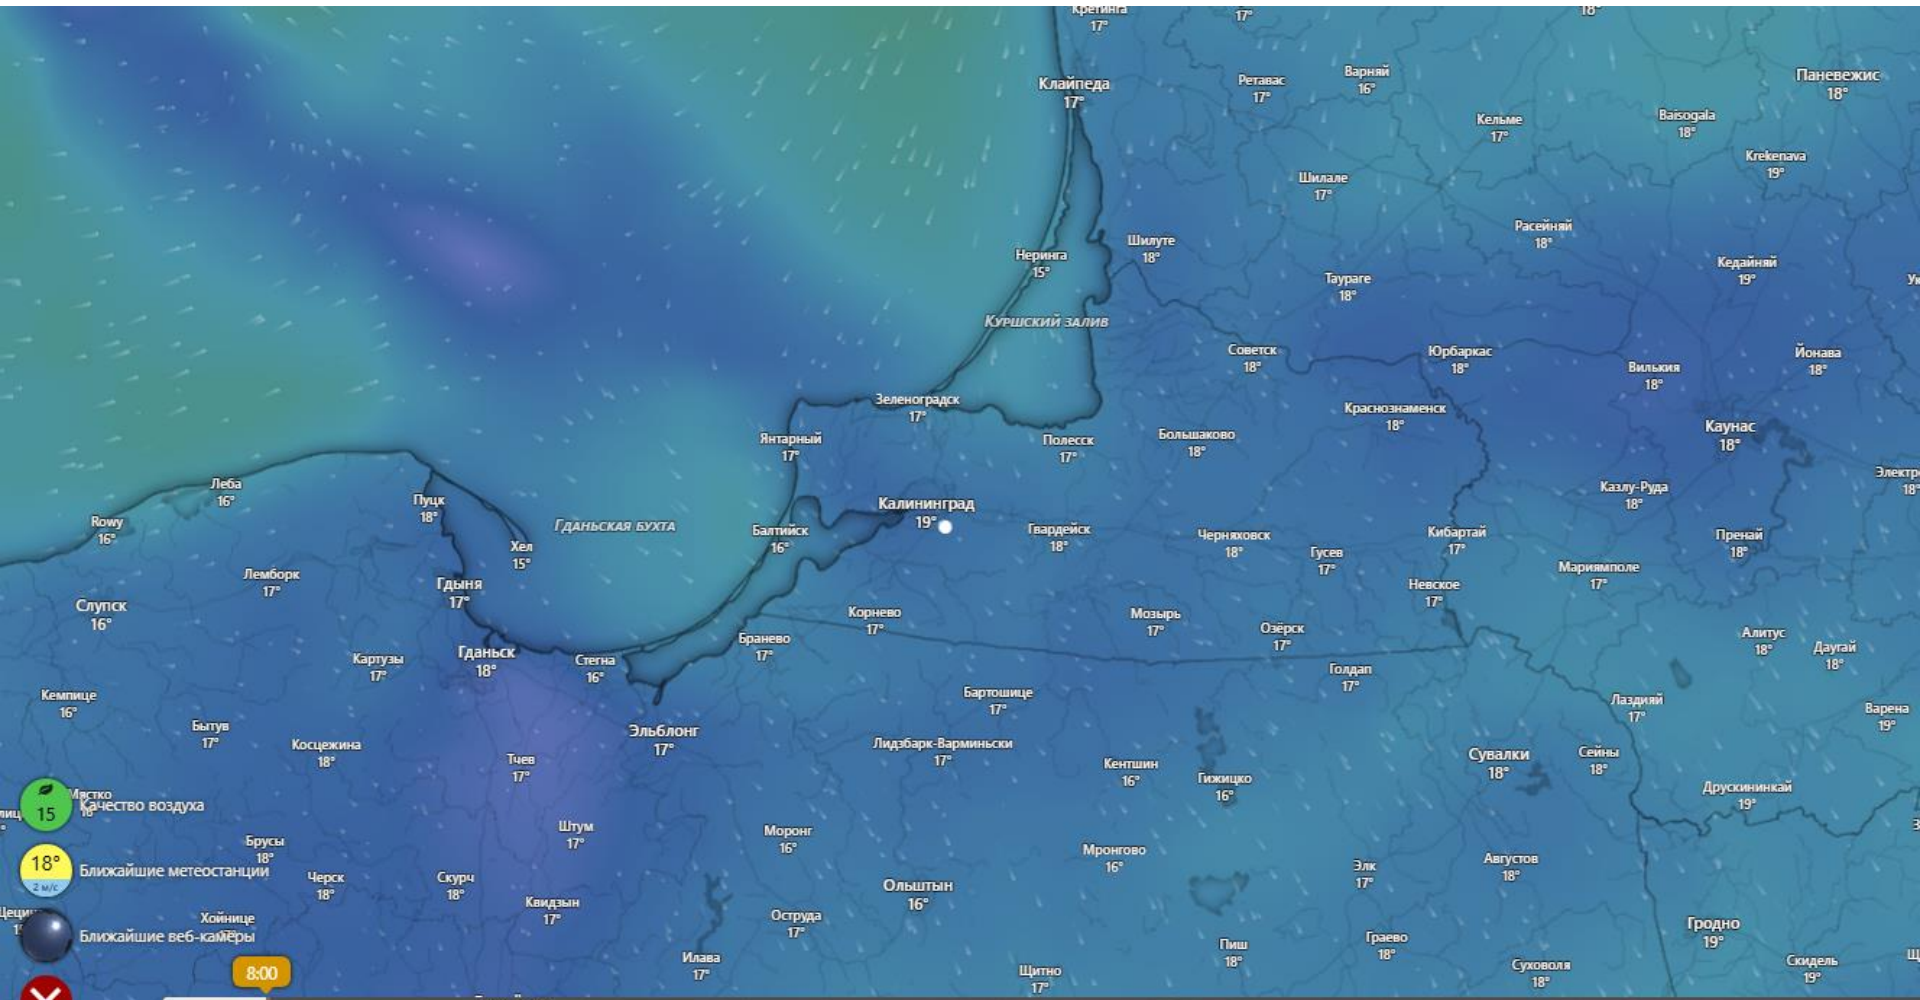 Кретинга
17°
17°
18°
Клайпеда
17°
Ретавас
17°
Варняй
16°
Паневежис
18°
Кельме
17°
Baisogala
18°
Krekenava
19°
Шилале
17°
Расейняй
18°
Неринга
15°
Шилуте
18°
Таураге
18°
Кедайняй
19°
Куршский залив
Советск
18°
Юрбаркас
18°
Вилькия
18°
Йонава
18°
Зеленоградск
17°
Краснознаменск
18°
Янтарный
17°
Полесск
17°
Большаково
18°
Каунас
18°
Леба
16°
Пуцк
18°
Калининград
19°
Казлу-Руда
18°
Электр
18°
Rowy
16°
Гданьская бухта
Балтийск
16°
Гвардейск
18°
Черняховск
18°
Гусев
17°
Кибартай
17°
Пренай
18°
Хел
15°
Лемборк
17°
Гдыня
17°
Невское
17°
Мариямполе
17°
Слупск
16°
Корнево
17°
Мозырь
17°
Озёрск
17°
Бранево
17°
Алитус
18°
Даугай
18°
Картузы
17°
Гданьск
18°
Стегна
16°
Голдап
17°
Кемпице
16°
Бартошице
17°
Лаздияй
17°
Варена
19°
Бытув
17°
Косцежина
18°
Эльблонг
17°
Лидзбарк-Варминьски
17°
Тчев
17°
Кентшин
16°
Гижицко
16°
Сувалки
18°
Сейны
18°
Друскининкай
19°
Мястко
15
Качество воздуха
Штум
17°
Моронг
16°
Брусы
18°
Мронгово
16°
Элк
17°
Августов
18°
18°
2 м/с
Ближайшие метеостанции
Черск
18°
Скурч
18°
Ольштын
16°
Квидзын
17°
Хойнице
Оструда
17°
Гродно
19°
Ближайшие веб-камеры
Пиш
18°
Граево
18°
Илава
17°
Щитно
17°
Суховоля
18°
Скидель
19°
8:00